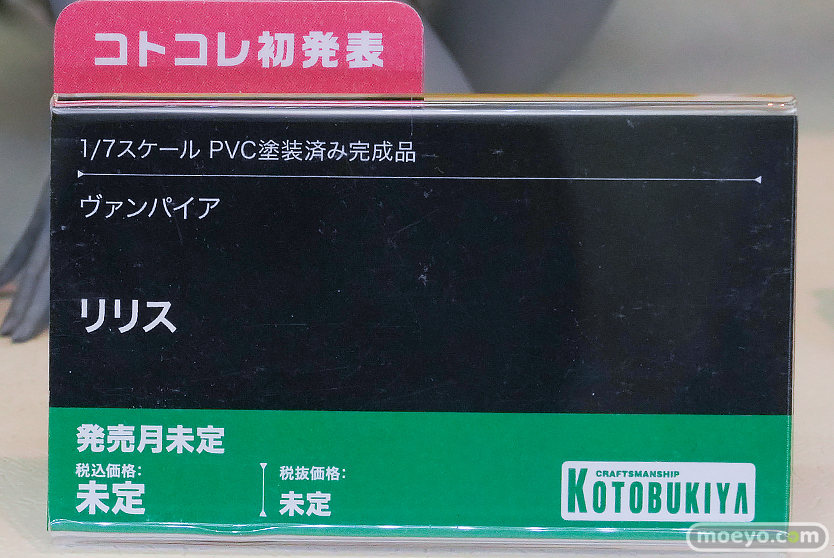 コトコレ初発表
1/7スケール PVC塗装済み完成品
ヴァンパイア
リリス
発売月未定
税込価格:
未定
税抜価格:
未定
CRAFTSMANSHIP
KOTOBUKIYA
moeyo.com